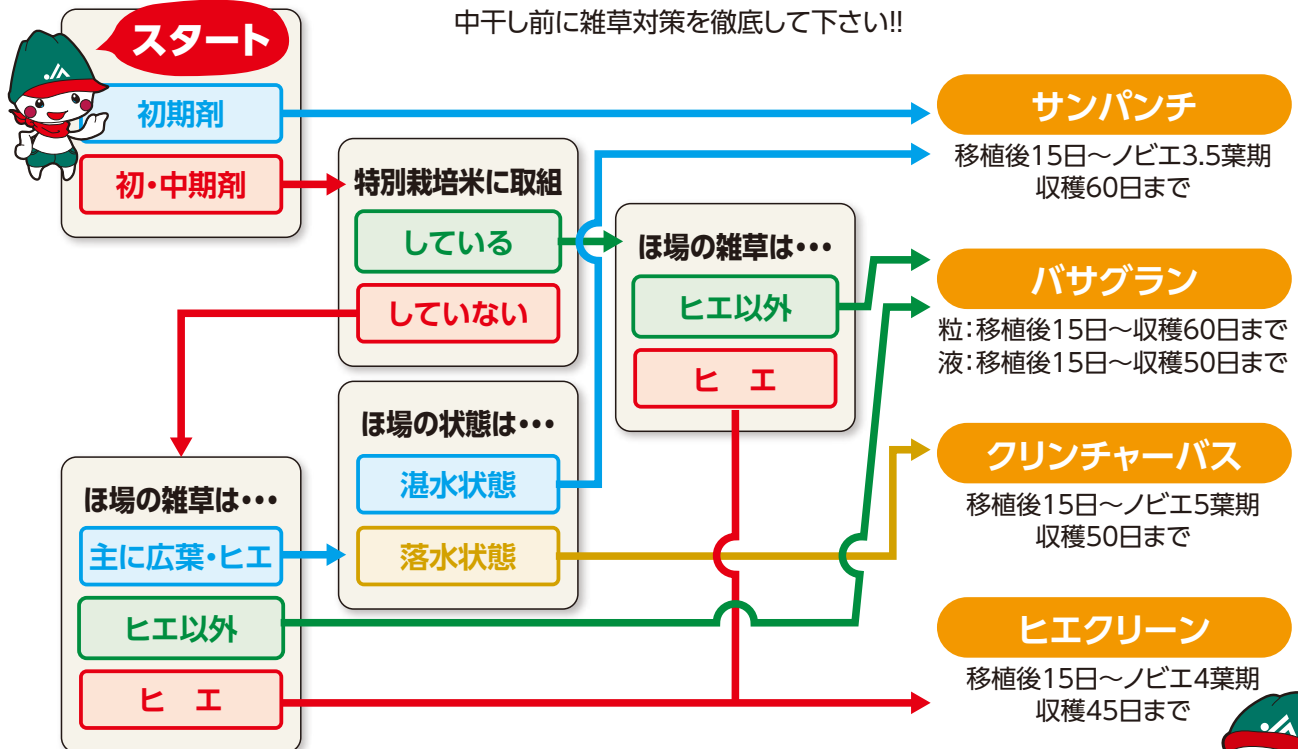 中干し前に雑草対策を徹底して下さい!!
スタート
初期剤
初・中期剤
特別栽培米に取組
している
していない
ほ場の雑草は・・・
ヒエ以外
ヒ エ
ほ場の状態は・・・
湛水状態
落水状態
ほ場の雑草は・・・
主に広葉・ヒエ
ヒエ以外
ヒ エ
サンパンチ
移植後15日～ノビエ3.5葉期
収穫60日まで
バサグラン
粒：移植後15日～収穫60日まで
液：移植後15日～収穫50日まで
クリンチャーバス
移植後15日～ノビエ5葉期
収穫50日まで
ヒエクリーン
移植後15日～ノビエ4葉期
収穫45日まで